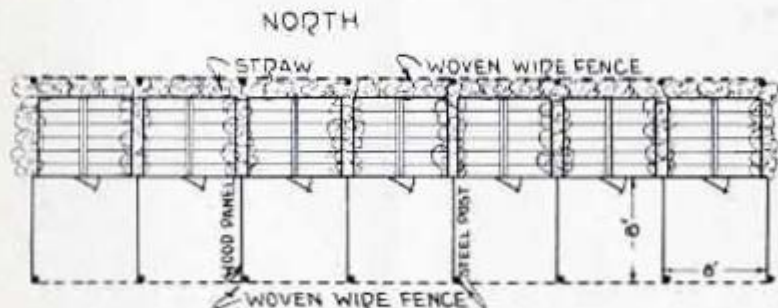 NORTH
STRAW
WOVEN WIDE FENCE
WOOD PANEL
STEEL POST
8'
8'
WOVEN WIDE FENCE